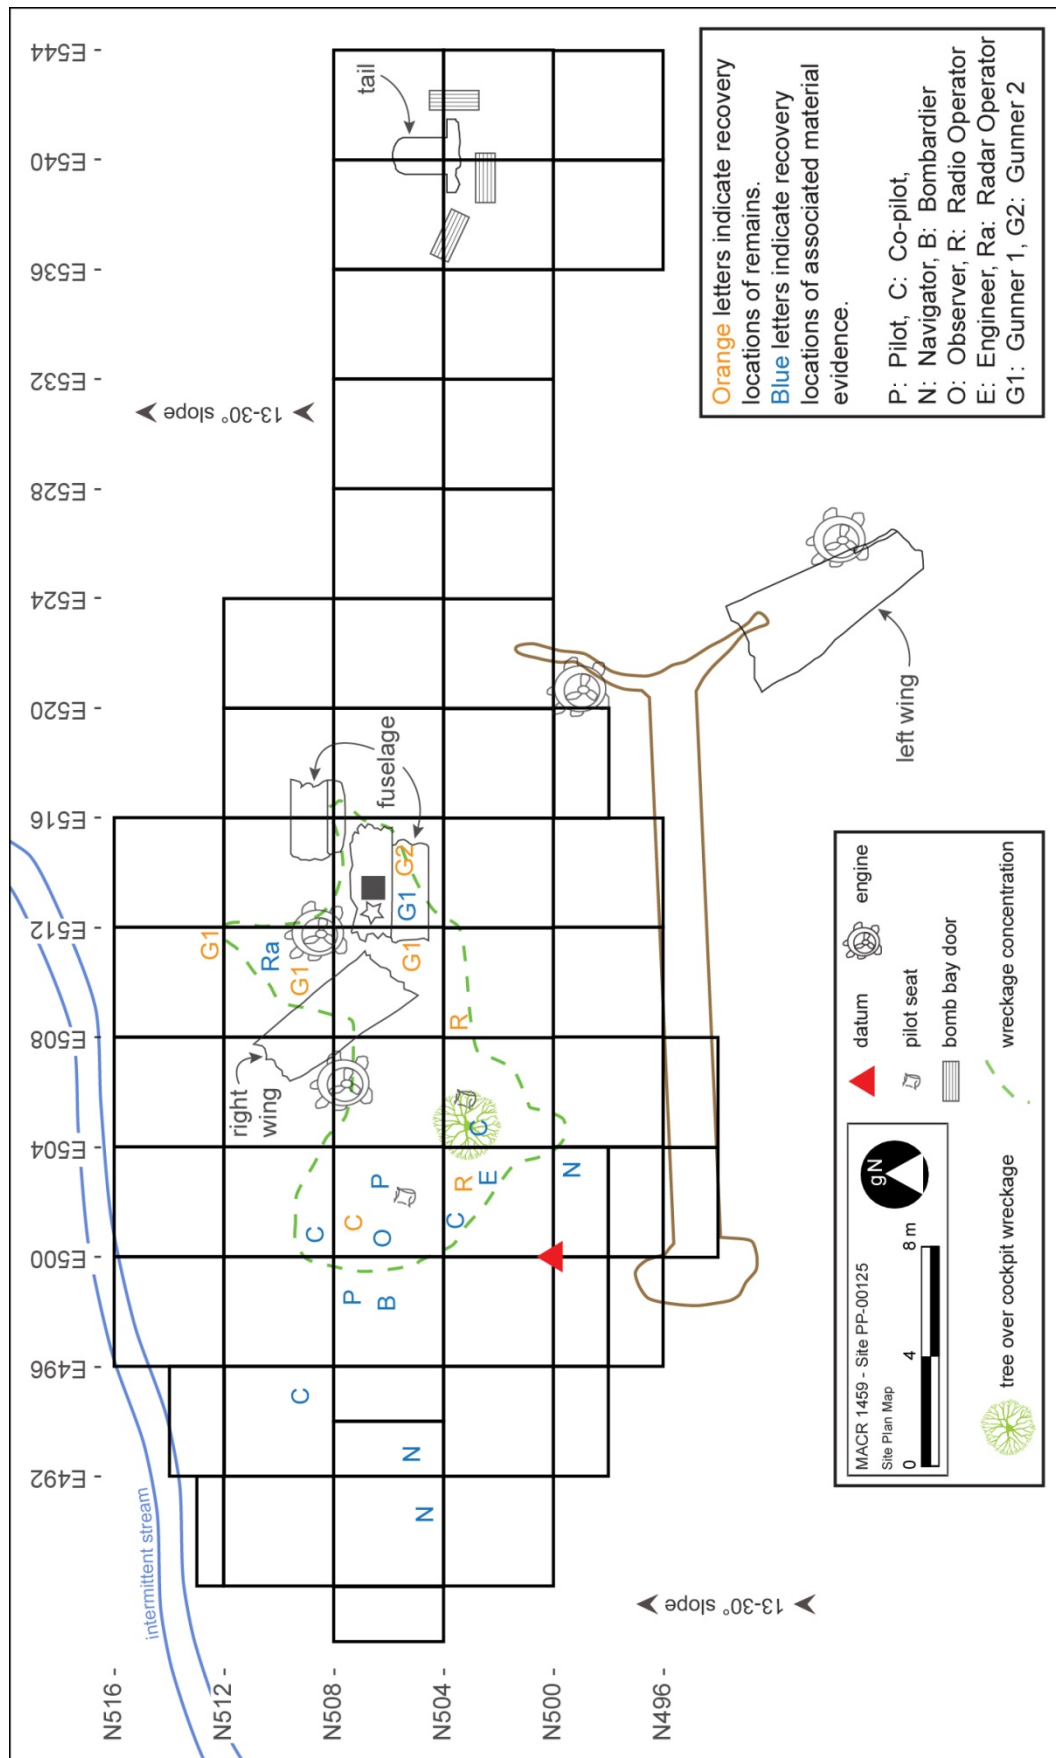 E544
E540
E536
E532
E528
E524
E520
E516
E512
E508
E504
E500
E496
E492
N516
N512
N508
N504
N500
N496
intermittent stream
13-30° slope
13-30° slope
tail
fuselage
right
wing
left wing
G1
Ra
G1
G1
G1
G2
R
C
C
P
C
O
R
E
C
N
P
B
C
N
N
Orange letters indicate recovery
locations of remains.
Blue letters indicate recovery
locations of associated material
evidence.
P: Pilot, C: Co-pilot,
N: Navigator, B: Bombardier
O: Observer, R: Radio Operator
E: Engineer, Ra: Radar Operator
G1: Gunner 1, G2: Gunner 2
MACR 1459 - Site PP-00125
Site Plan Map
0 4 8 m
gN
datum
engine
pilot seat
bomb bay door
tree over cockpit wreckage
wreckage concentration